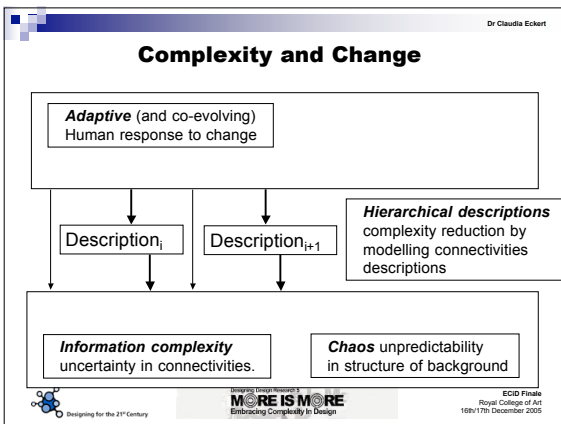 Dr Claudia Eckert
Complexity and Change
Adaptive (and co-evolving)
Human response to change
Descriptionᵢ
Descriptionᵢ₊₁
Hierarchical descriptions
complexity reduction by
modelling connectivities
descriptions
Information complexity
uncertainty in connectivities.
Chaos unpredictability
in structure of background
Designing for the 21st Century
Designing Design Research 5
MORE IS MORE
Embracing Complexity In Design
ECiD Finale
Royal College of Art
16th/17th December 2005